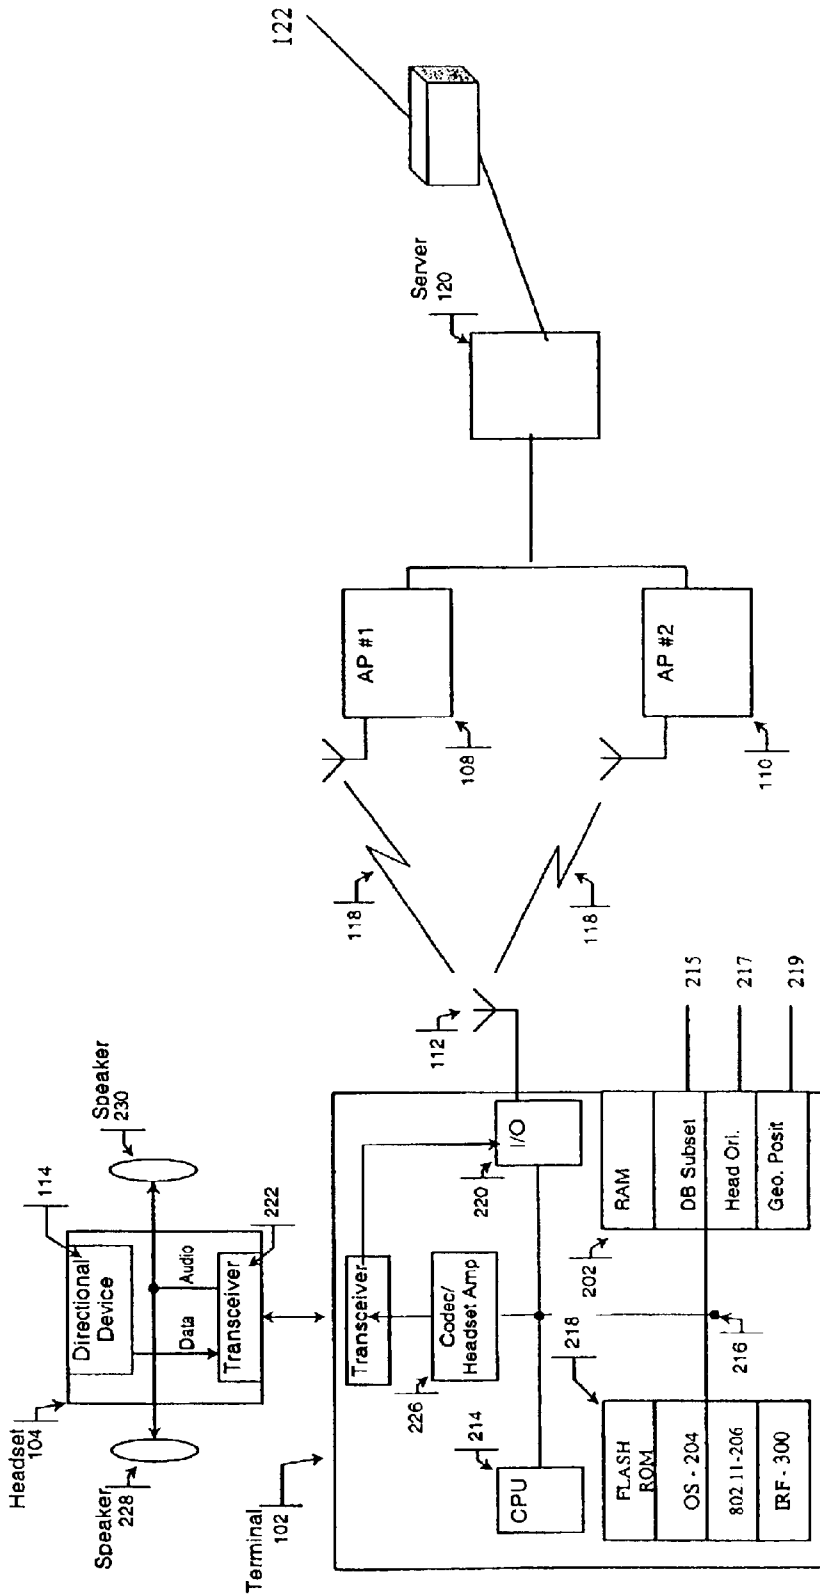 Headset
104
Speaker
228
Directional
Device
114
Data
Audio
Transceiver
222
Speaker
230
Terminal
102
Transceiver
Codec/
Headset Amp
226
CPU
214
I/O
220
112
FLASH
ROM
OS - 204
802 11-206
IRF - 300
218
216
RAM
DB Subset
Head Ori.
Geo. Posit
202
215
217
219
118
118
AP #1
108
AP #2
110
Server
120
122